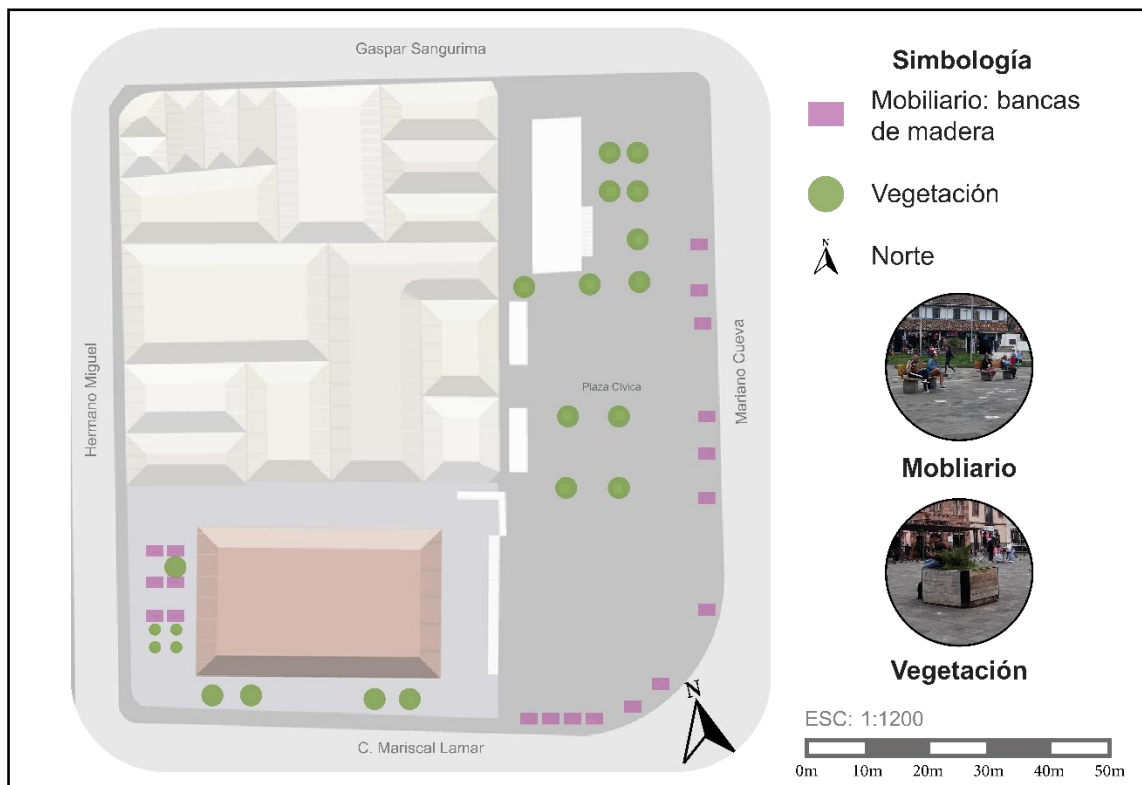 Gaspar Sangurima
Hermano Miguel
Plaza Cívica
Mariano Cueva
C. Mariscal Lamar
N
Simbología
Mobiliario: bancas
de madera
Vegetación
N
Norte
Mobliario
Vegetación
ESC: 1:1200
0m 10m 20m 30m 40m 50m